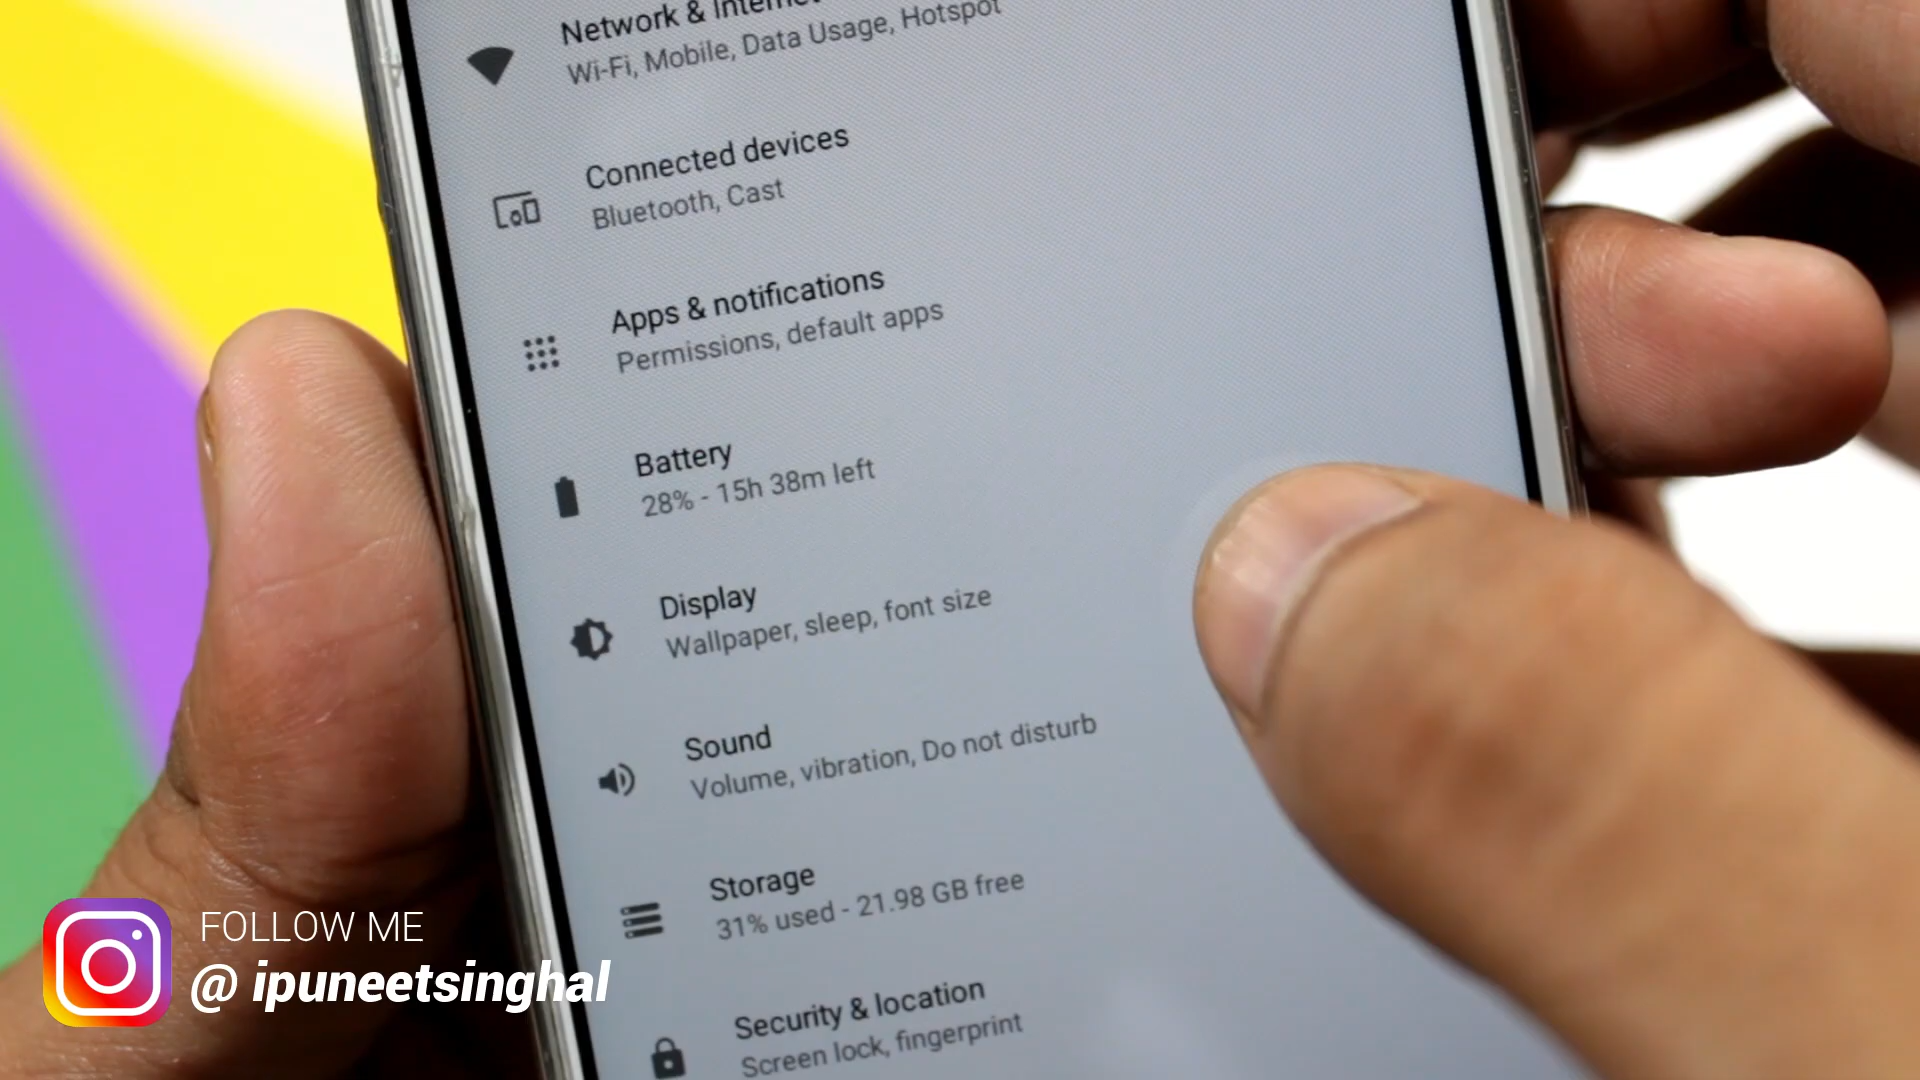 Network & Internet
Wi-Fi, Mobile, Data Usage, Hotspot
Connected devices
Bluetooth, Cast
Apps & notifications
Permissions, default apps
Battery
28% - 15h 38m left
Display
Wallpaper, sleep, font size
Sound
Volume, vibration, Do not disturb
Storage
31% used - 21.98 GB free
Security & location
Screen lock, fingerprint
FOLLOW ME
@ ipuneetsinghal